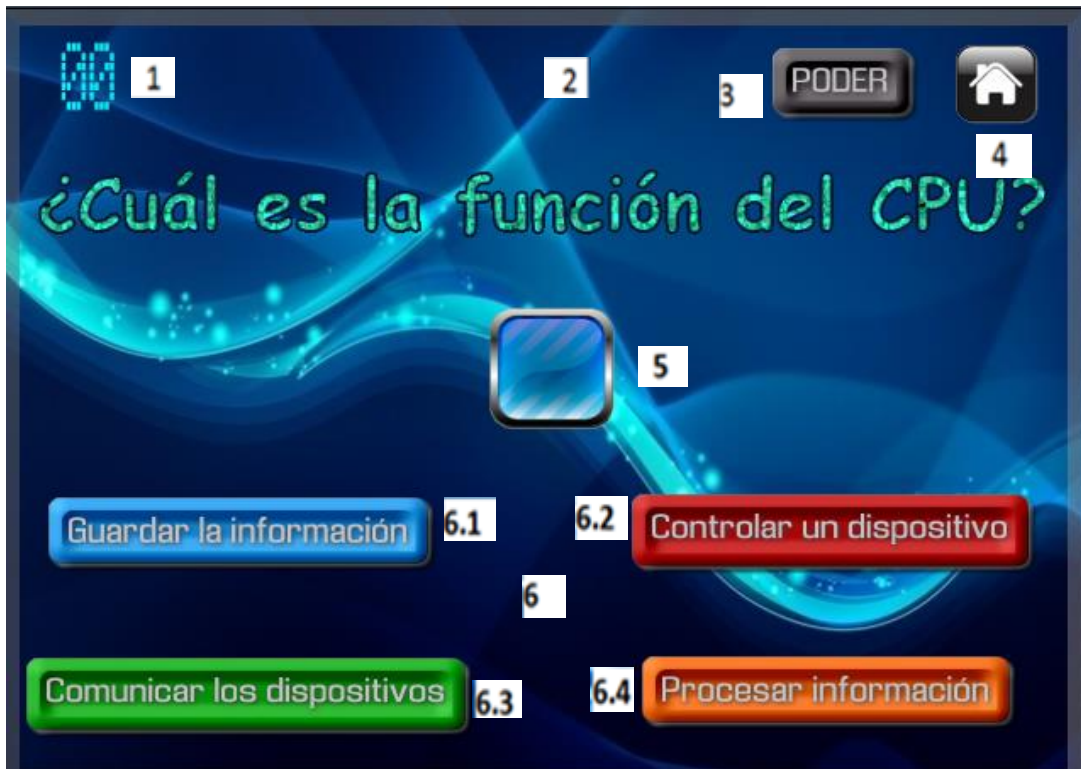 00 1 2 3 PODER
4
¿Cuál es la función del CPU?
5
Guardar la información 6.1 6.2 Controlar un dispositivo
6
Comunicar los dispositivos 6.3 6.4 Procesar información